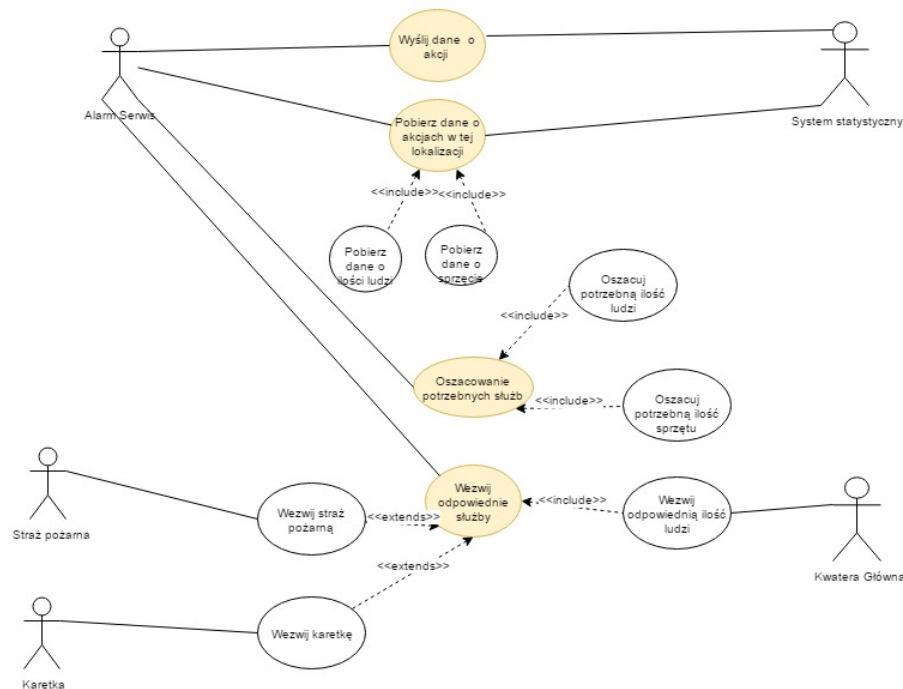 Wyślij dane o
akcji
Alarm Serwis
System statystyczny
Pobierz dane o
akcjach w tej
lokalizacji
<<include>>
<<include>>
Pobierz
dane o
ilości ludzi
Pobierz
dane o
sprzęcie
Oszacuj
potrzebną ilość
ludzi
<<include>>
Oszacowanie
potrzebnych służb
<<include>>
Oszacuj
potrzebną ilość
sprzętu
Wezwij
odpowiednie
służby
<<include>>
Wezwij
odpowiednią ilość
ludzi
Wezwij straż
pożarną
<<extends>>
Straż pożarna
<<extends>>
Kwatera Główna
Wezwij karetkę
Karetka